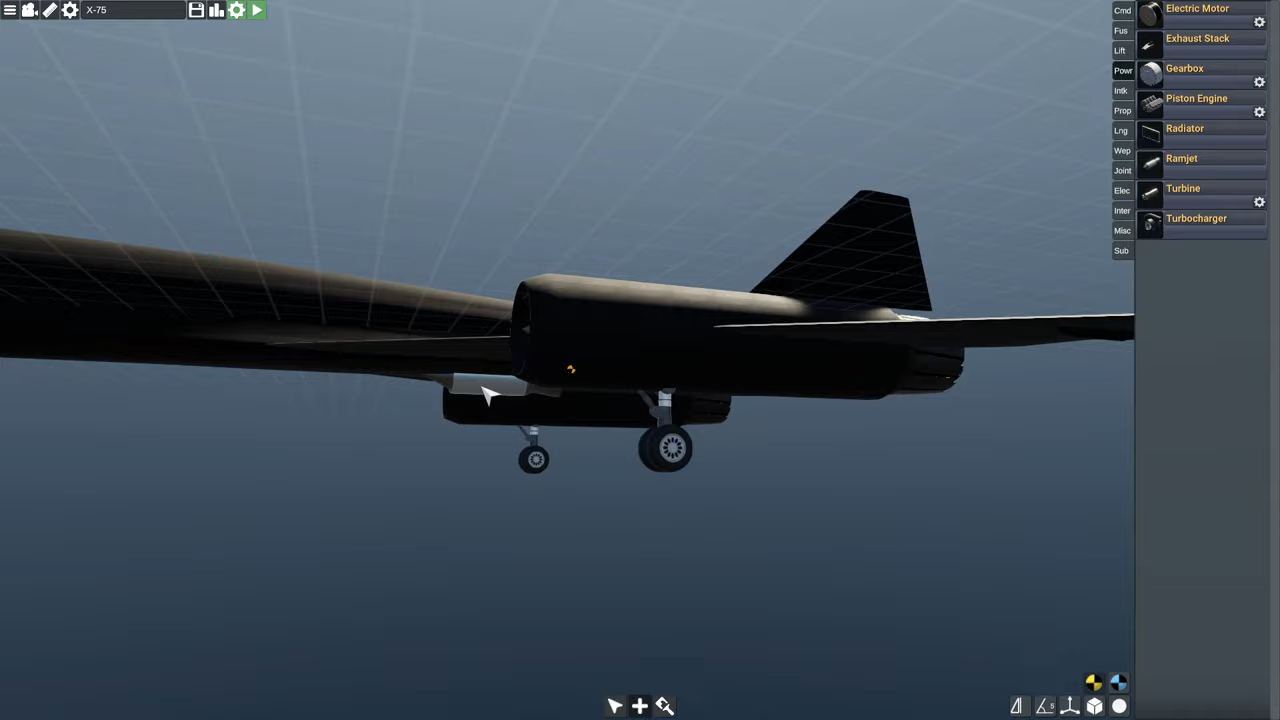 X-75
Cmd
Fus
Lift
Powr
Intk
Prop
Lng
Wep
Joint
Elec
Inter
Misc
Sub
Electric Motor
Exhaust Stack
Gearbox
Piston Engine
Radiator
Ramjet
Turbine
Turbocharger
5